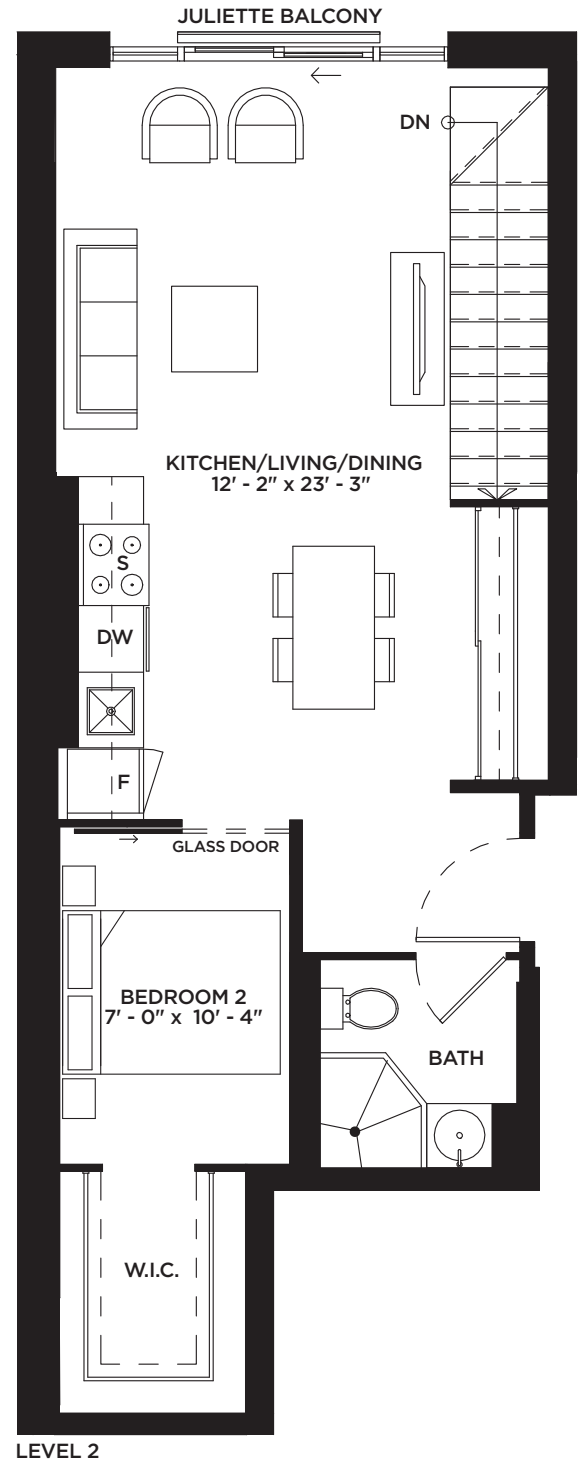 JULIETTE BALCONY
DN
KITCHEN/LIVING/DINING
12' - 2" x 23' - 3"
S
DW
F
GLASS DOOR
BEDROOM 2
7' - 0" x 10' - 4"
BATH
W.I.C.
LEVEL 2